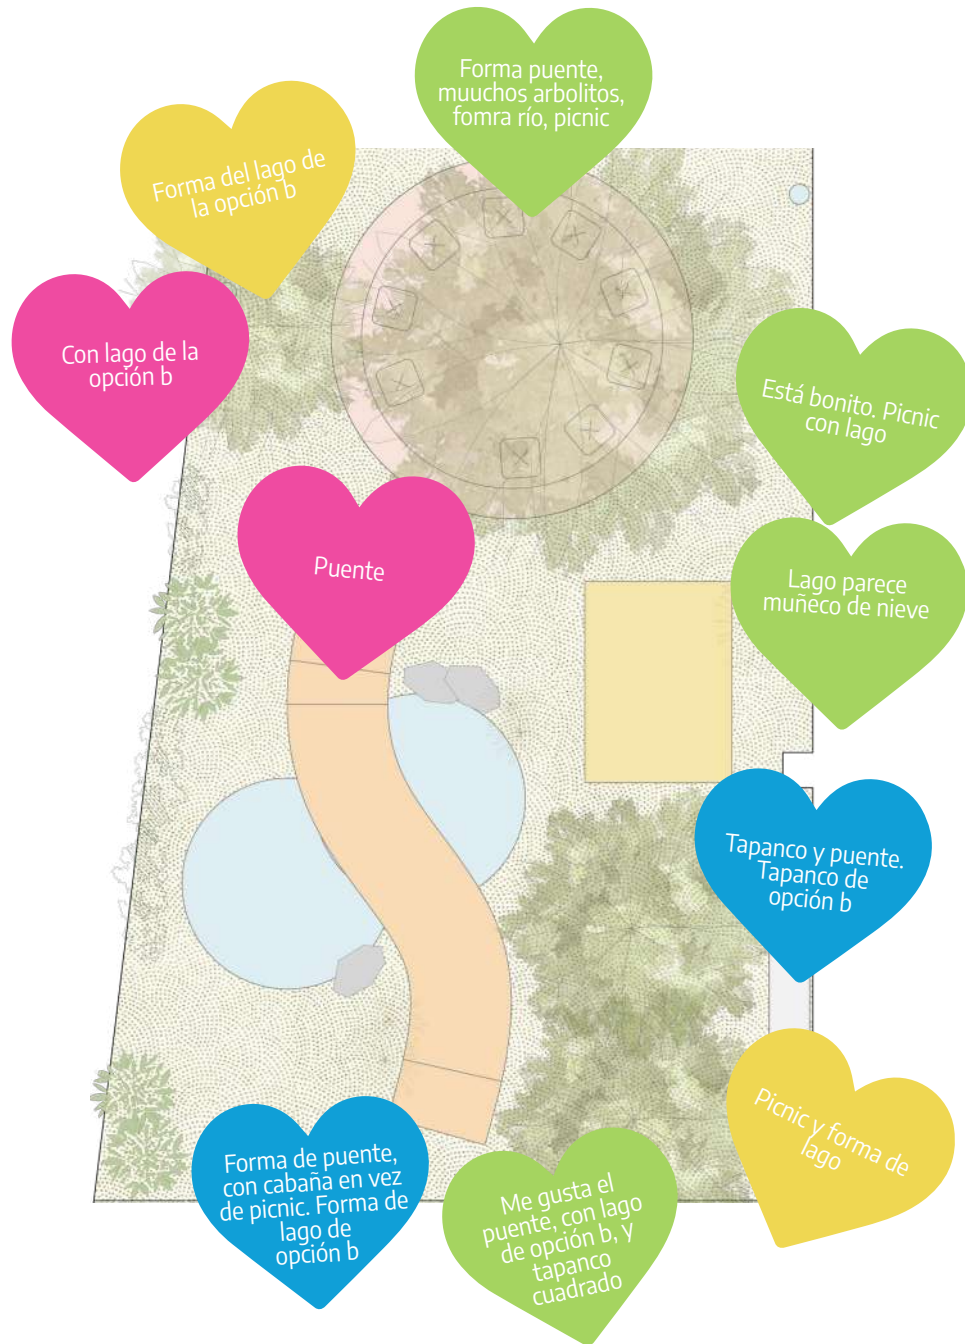 Forma puente,
muuchos arbolitos,
fomra río, picnic
Forma del lago de
la opción b
Con lago de la
opción b
Está bonito. Picnic
con lago
Puente
Lago parece
muñeco de nieve
Tapanco y puente.
Tapanco de
opción b
Picnic y forma de
lago
Forma de puente,
con cabaña en vez
de picnic. Forma de
lago de
opción b
Me gusta el
puente, con lago
de opción b, y
tapanco
cuadrado